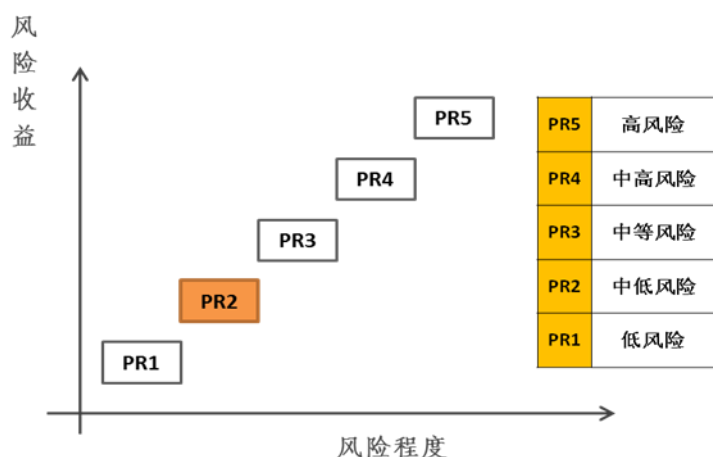 风险收益
PR5
PR4
PR3
PR2
PR1
风险程度
PR5 高风险
PR4 中高风险
PR3 中等风险
PR2 中低风险
PR1 低风险